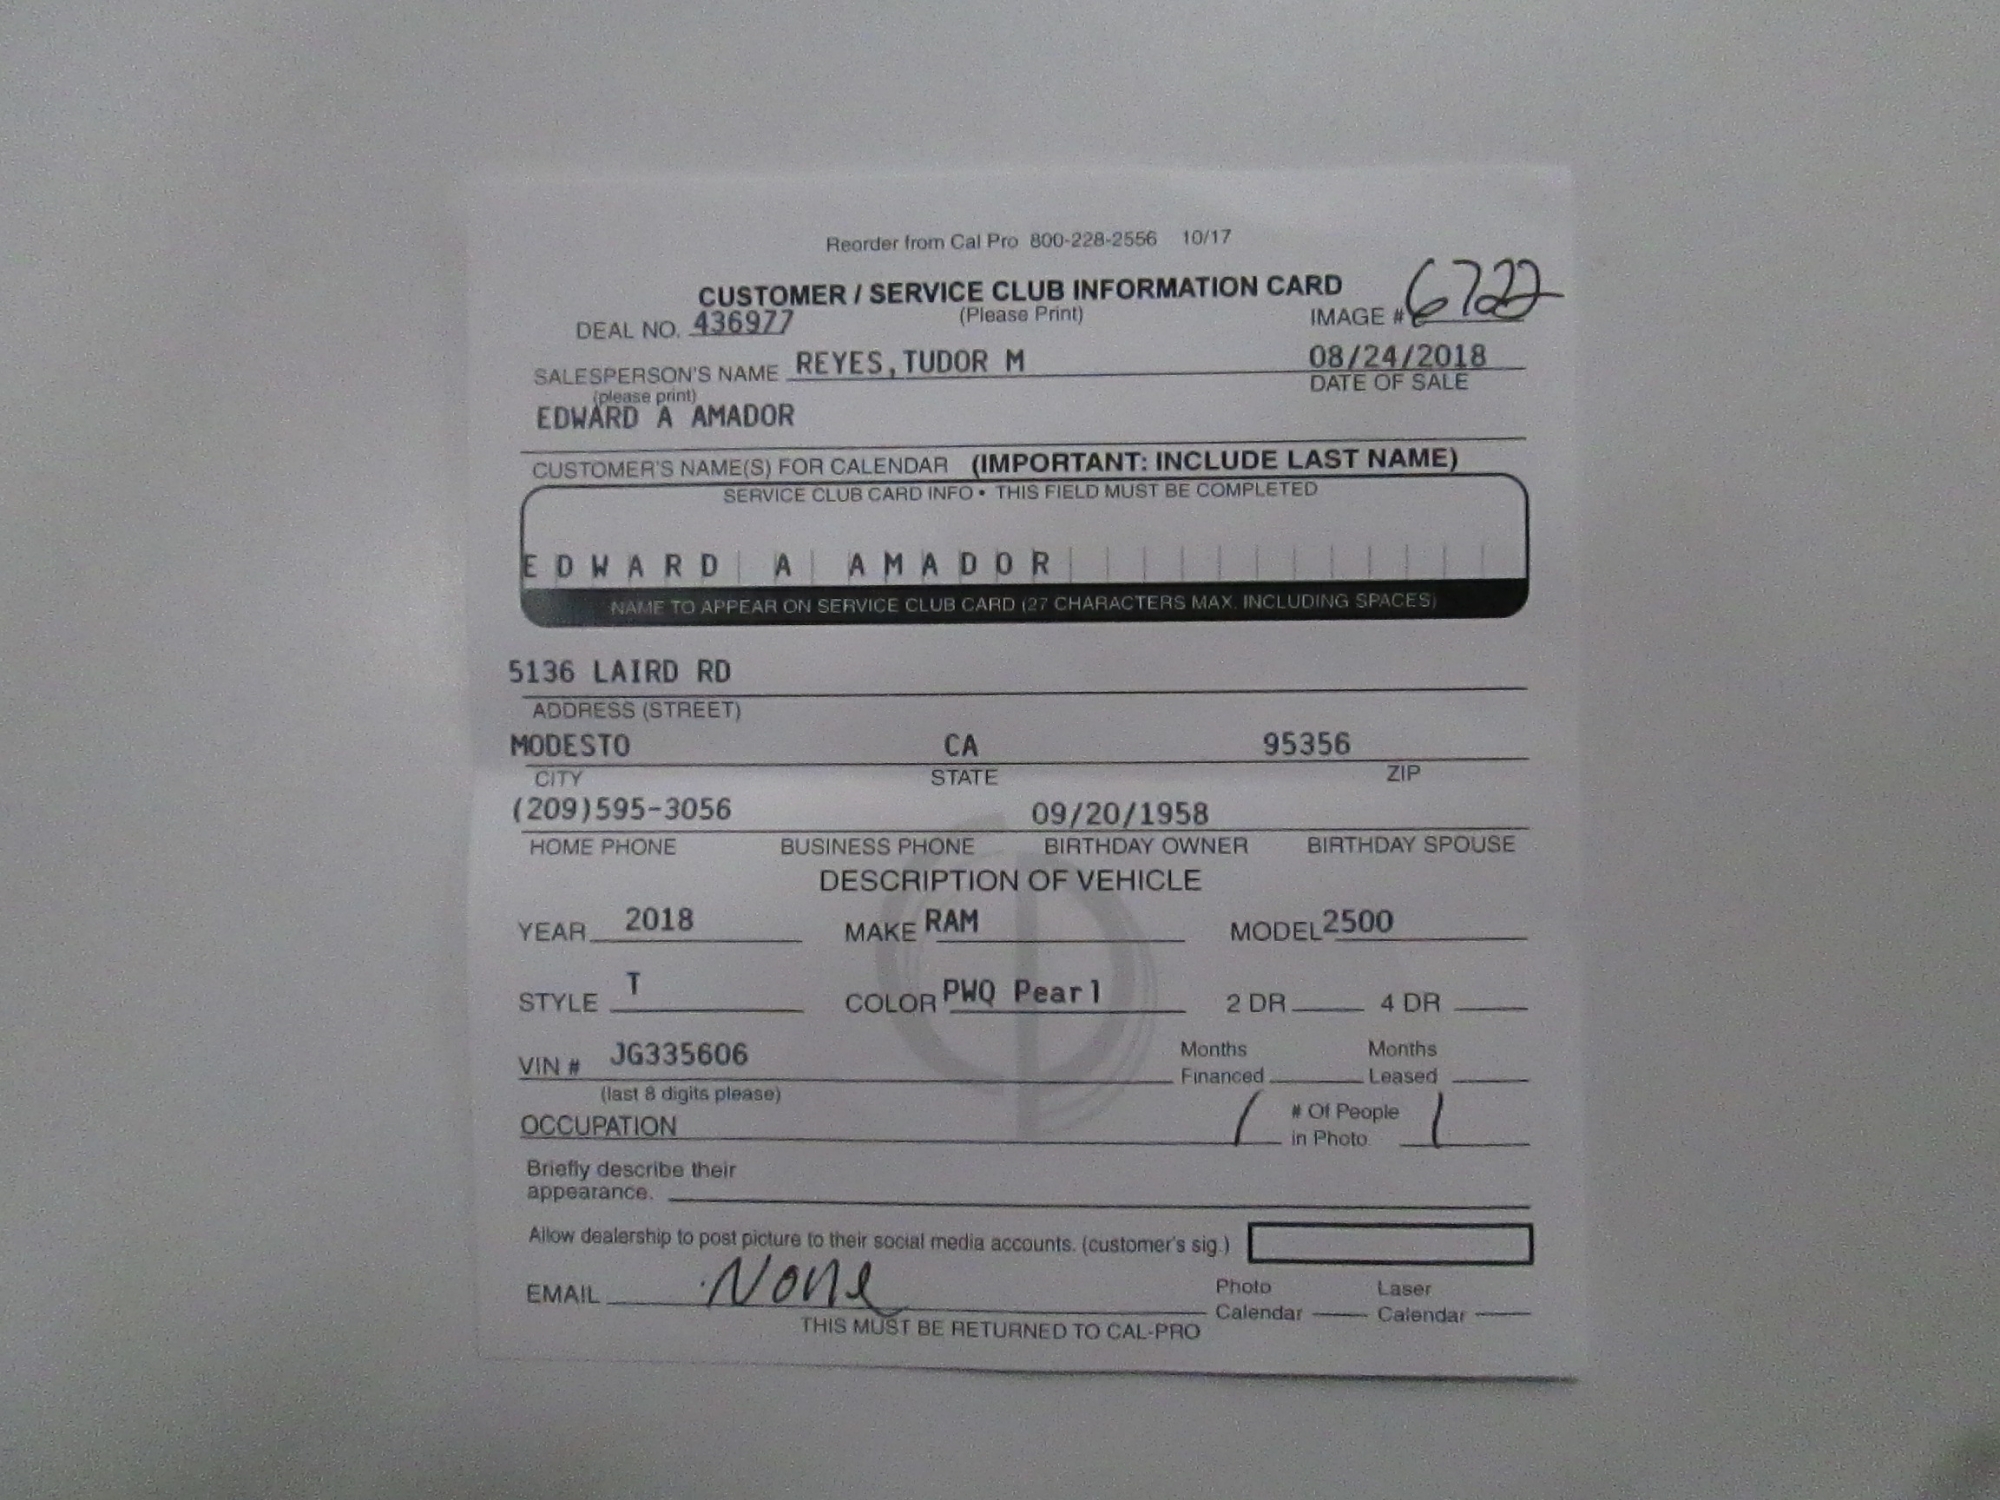 Reorder from Cal Pro 800-228-2556 10/17
CUSTOMER / SERVICE CLUB INFORMATION CARD
(Please Print)
DEAL NO. 436977 IMAGE # 6722
SALESPERSON'S NAME REYES,TUDOR M 08/24/2018
(please print) DATE OF SALE
EDWARD A AMADOR
CUSTOMER'S NAME(S) FOR CALENDAR (IMPORTANT: INCLUDE LAST NAME)
SERVICE CLUB CARD INFO • THIS FIELD MUST BE COMPLETED
EDWARD A AMADOR
NAME TO APPEAR ON SERVICE CLUB CARD (27 CHARACTERS MAX. INCLUDING SPACES)
5136 LAIRD RD
ADDRESS (STREET)
MODESTO CA 95356
CITY STATE ZIP
(209)595-3056 09/20/1958
HOME PHONE BUSINESS PHONE BIRTHDAY OWNER BIRTHDAY SPOUSE
DESCRIPTION OF VEHICLE
YEAR 2018 MAKE RAM MODEL 2500
STYLE T COLOR PWQ Pearl 2 DR 4 DR
VIN # JG335606 Months Financed Months Leased
(last 8 digits please)
OCCUPATION / # Of People in Photo 1
Briefly describe their
appearance.
Allow dealership to post picture to their social media accounts. (customer's sig.)
EMAIL None Photo Calendar Laser Calendar
THIS MUST BE RETURNED TO CAL-PRO